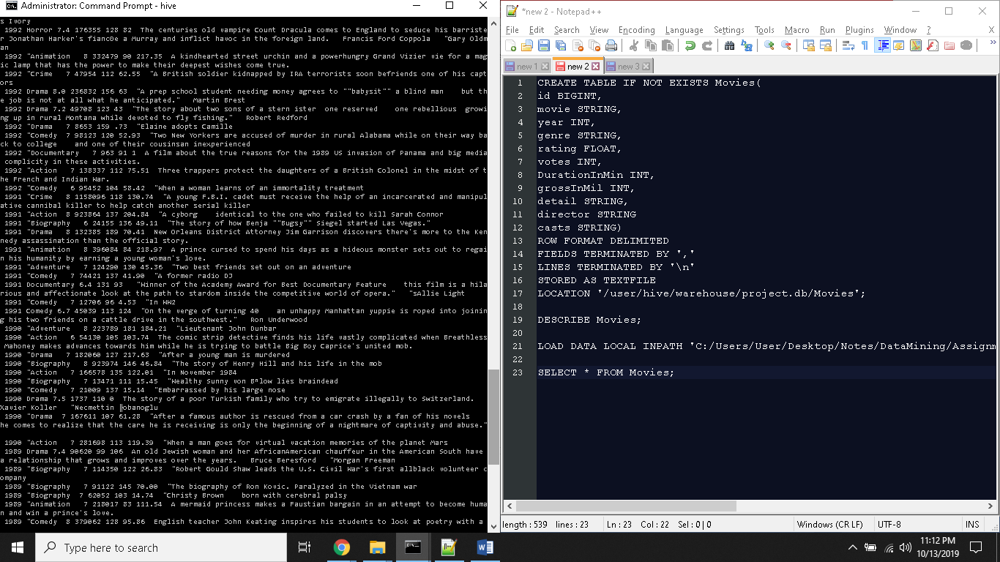 Administrator: Command Prompt - hive
s Ivory
1992 Horror 7.4 176355 128 82 The centuries old vampire Count Dracula comes to England to seduce his barriste
r Jonathan Harker's fianc0e a Murray and inflict havoc in the foreign land. Francis Ford Coppola "Gary Oldm
an
1992 "Animation 8 332479 90 217.35 A kindhearted street urchin and a powerhungry Grand Vizier vie for a mag
ic lamp that has the power to make their deepest wishes come true.
1992 "Crime 7 47954 112 62.55 "A British soldier kidnapped by IRA terrorists soon befriends one of his capt
ors
1992 Drama 8.0 236832 156 63 "A prep school student needing money agrees to ""babysit"" a blind man but th
e job is not at all what he anticipated." Martin Brest
1992 Drama 7.2 49708 123 43 "The story about two sons of a stern ister one reserved one rebellious growi
ng up in rural Montana while devoted to fly fishing." Robert Redford
1992 "Drama 7 8653 159 .73 "Elaine adopts Camille
1992 "Comedy 7 98123 120 52.93 "Two New Yorkers are accused of murder in rural Alabama while on their way ba
ck to college and one of their cousinsan inexperienced
1992 "Documentary 7 963 91 1 A film about the true reasons for the 1989 US invasion of Panama and big media
complicity in these activities.
1992 "Action 7 138337 112 75.51 Three trappers protect the daughters of a British Colonel in the midst of t
he French and Indian War.
1992 "Comedy 6 95452 104 58.42 "When a woman learns of an immortality treatment
1991 "Crime 8 1158096 118 130.74 "A young F.B.I. cadet must receive the help of an incarcerated and manipul
ative cannibal killer to help catch another serial killer
1991 "Action 8 923864 137 204.84 "A cyborg identical to the one who failed to kill Sarah Connor
1991 "Biography 6 24155 136 49.11 "The story of how Benja ""Bugsy"" Siegel started Las Vegas."
1991 "Drama 8 132385 189 70.41 New Orleans District Attorney Jim Garrison discovers there's more to the Ken
nedy assassination than the official story.
1991 "Animation 8 396084 84 218.97 A prince cursed to spend his days as a hideous monster sets out to regai
n his humanity by earning a young woman's love.
1991 "Adventure 7 124290 130 45.36 "Two best friends set out on an adventure
1991 "Comedy 7 74421 137 41.90 "A former radio DJ
1991 Documentary 6.4 131 93 "Winner of the Academy Award for Best Documentary Feature this film is a hila
rious and affectionate look at the path to stardom inside the competitive world of opera." "sAllie Light
1991 "Comedy 7 12706 96 4.53 "In WW2
1991 Comedy 6.7 45039 113 124 "On the verge of turning 40 an unhappy Manhattan yuppie is roped into joinin
g his two friends on a cattle drive in the southwest." Ron Underwood
1990 "Adventure 8 223789 181 184.21 "Lieutenant John Dunbar
1990 "Action 6 54130 105 103.74 The comic strip detective finds his life vastly complicated when Breathless
Mahoney makes advances towards him while he is trying to battle Big Boy Caprice's united mob.
1990 "Drama 7 182060 127 217.63 "After a young man is murdered
1990 "Biography 8 923974 146 46.84 "The story of Henry Hill and his life in the mob
1990 "Action 7 166578 135 122.01 "In November 1984
1990 "Biography 7 13471 111 15.45 "Wealthy Sunny von lies braindead
1990 "Comedy 7 21009 137 15.14 "Embarrassed by his large nose
1990 Drama 7.5 1737 110 0 The story of a poor Turkish family who try to emigrate illegally to Switzerland.
Xavier Koller "Necmettin obanoglu
1990 "Drama 7 167611 107 61.28 "After a famous author is rescued from a car crash by a fan of his novels
he comes to realize that the care he is receiving is only the beginning of a nightmare of captivity and abuse."
1990 "Action 7 281698 113 119.39 "When a man goes for virtual vacation memories of the planet Mars
1989 Drama 7.4 90620 99 106 An old Jewish woman and her AfricanAmerican chauffeur in the American South have
a relationship that grows and improves over the years. Bruce Beresford "Morgan Freeman
1989 "Biography 7 114350 122 26.83 "Robert Gould Shaw leads the U.S. Civil War's first allblack volunteer c
ompany
1989 "Biography 7 91122 145 70.00 "The biography of Ron Kovic. Paralyzed in the Vietnam war
1989 "Biography 7 62052 103 14.74 "Christy Brown born with cerebral palsy
1989 "Animation 7 218017 83 111.54 A mermaid princess makes a Faustian bargain in an attempt to become huma
n and win a prince's love.
1989 "Comedy 8 379062 128 95.86 English teacher John Keating inspires his students to look at poetry with a
*new 2 - Notepad++
File Edit Search View Encoding Language Settings Tools Macro Run Plugins Window ? X
new 1 new 2 new 3
1 CREATE TABLE IF NOT EXISTS Movies(
2 id BIGINT,
3 movie STRING,
4 year INT,
5 genre STRING,
6 rating FLOAT,
7 votes INT,
8 DurationInMin INT,
9 grossInMil INT,
10 detail STRING,
11 director STRING
12 casts STRING)
13 ROW FORMAT DELIMITED
14 FIELDS TERMINATED BY ','
15 LINES TERMINATED BY '\n'
16 STORED AS TEXTFILE
17 LOCATION '/user/hive/warehouse/project.db/Movies';
18
19 DESCRIBE Movies;
20
21 LOAD DATA LOCAL INPATH 'C:/Users/User/Desktop/Notes/DataMining/Assignm
22
23 SELECT * FROM Movies;
length : 539 lines : 23 Ln : 23 Col : 22 Sel : 0 | 0 Windows (CR LF) UTF-8 INS
Type here to search
11:12 PM
10/13/2019